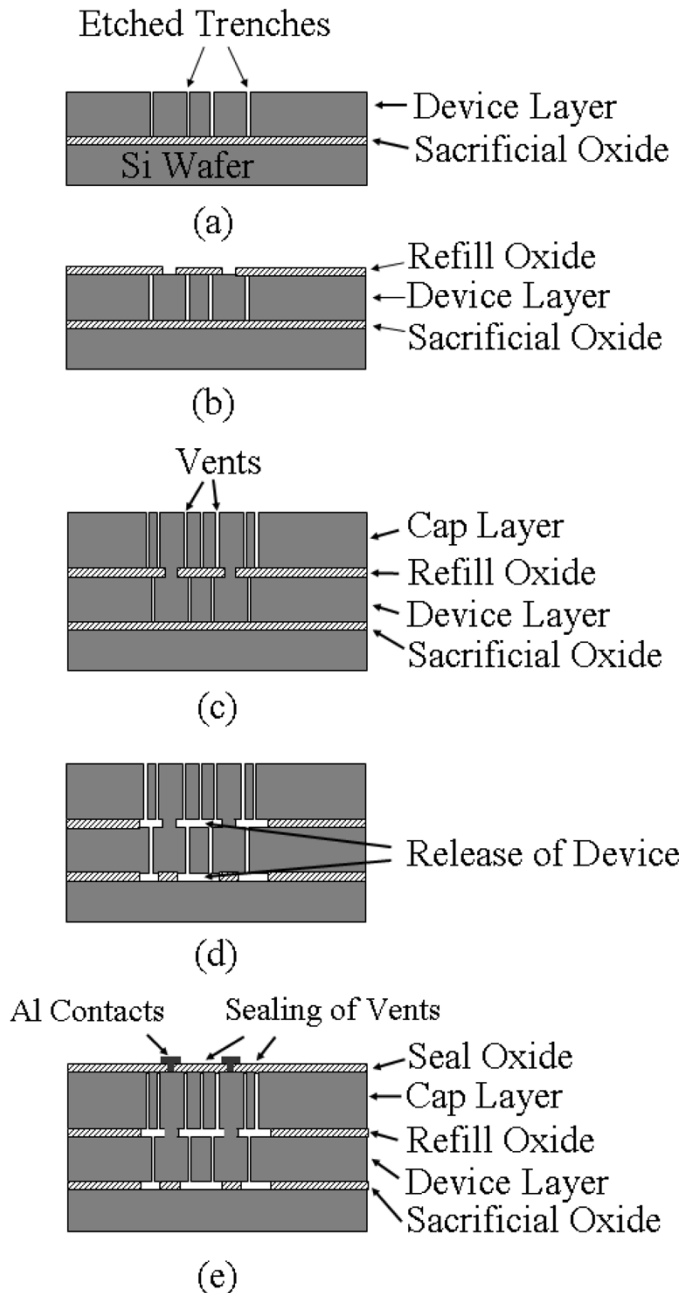 Etched Trenches
Device Layer
Sacrificial Oxide
Si Wafer
(a)
Refill Oxide
Device Layer
Sacrificial Oxide
(b)
Vents
Cap Layer
Refill Oxide
Device Layer
Sacrificial Oxide
(c)
Release of Device
(d)
Al Contacts
Sealing of Vents
Seal Oxide
Cap Layer
Refill Oxide
Device Layer
Sacrificial Oxide
(e)